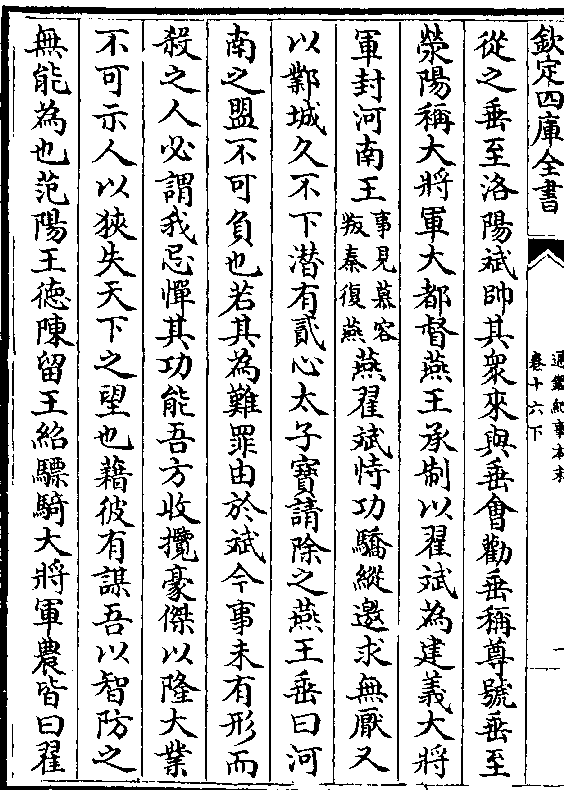 欽定四庫全書
通鑑紀事本末
卷十六下
一
從之垂至洛陽斌帥其衆來與垂會勸垂稱尊號垂至
滎陽稱大將軍大都督燕王承制以翟斌為建義大將
軍封河南王事見慕容叛秦復燕燕翟斌恃功驕縱邀求無厭又
以鄴城久不下潛有貳心太子寶請除之燕王垂曰河
南之盟不可負也若其為難罪由於斌今事未有形而
殺之人必謂我忌憚其功能吾方收攬豪傑以隆大業
不可示人以狹失天下之望也藉彼有謀吾以智防之
無能為也范陽王德陳留王紹驃騎大將軍農皆曰翟